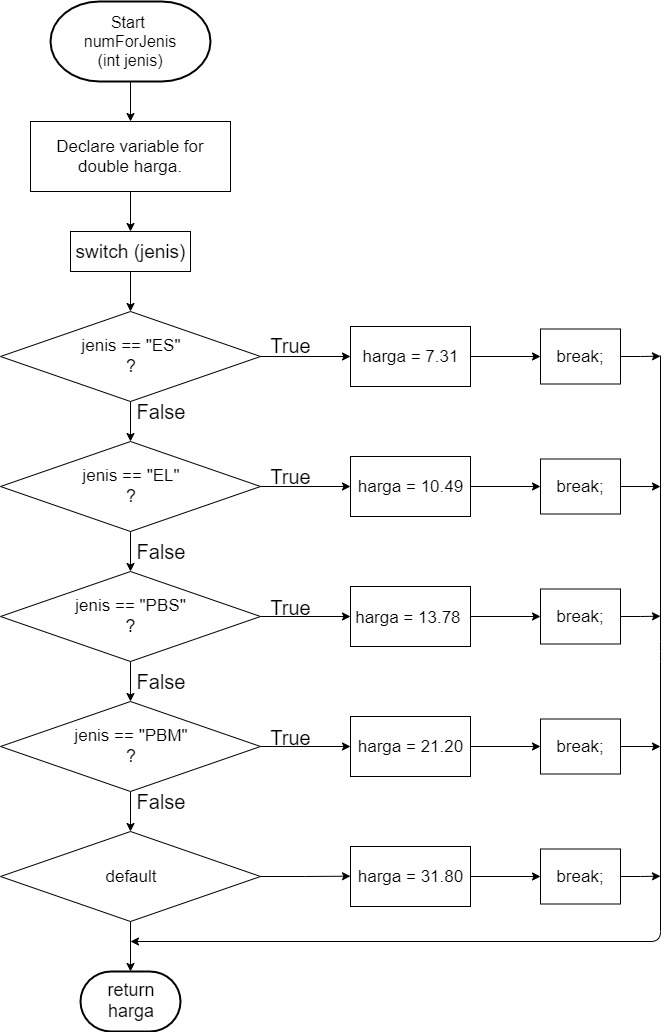 Start
numForJenis
(int jenis)
Declare variable for
double harga.
switch (jenis)
jenis == "ES"
?
True
harga = 7.31
break;
False
jenis == "EL"
?
True
harga = 10.49
break;
False
jenis == "PBS"
?
True
harga = 13.78
break;
False
jenis == "PBM"
?
True
harga = 21.20
break;
False
default
harga = 31.80
break;
return
harga